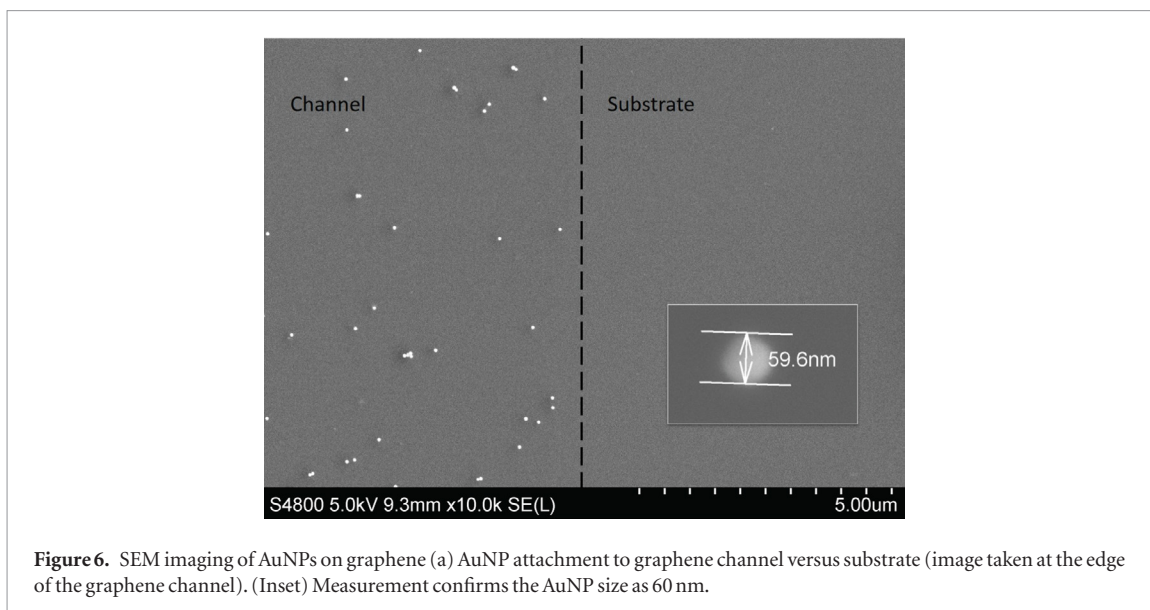 Channel
Substrate
59.6nm
S4800 5.0kV 9.3mm x10.0k SE(L)
5.00um
Figure 6. SEM imaging of AuNPs on graphene (a) AuNP attachment to graphene channel versus substrate (image taken at the edge
of the graphene channel). (Inset) Measurement confirms the AuNP size as 60 nm.